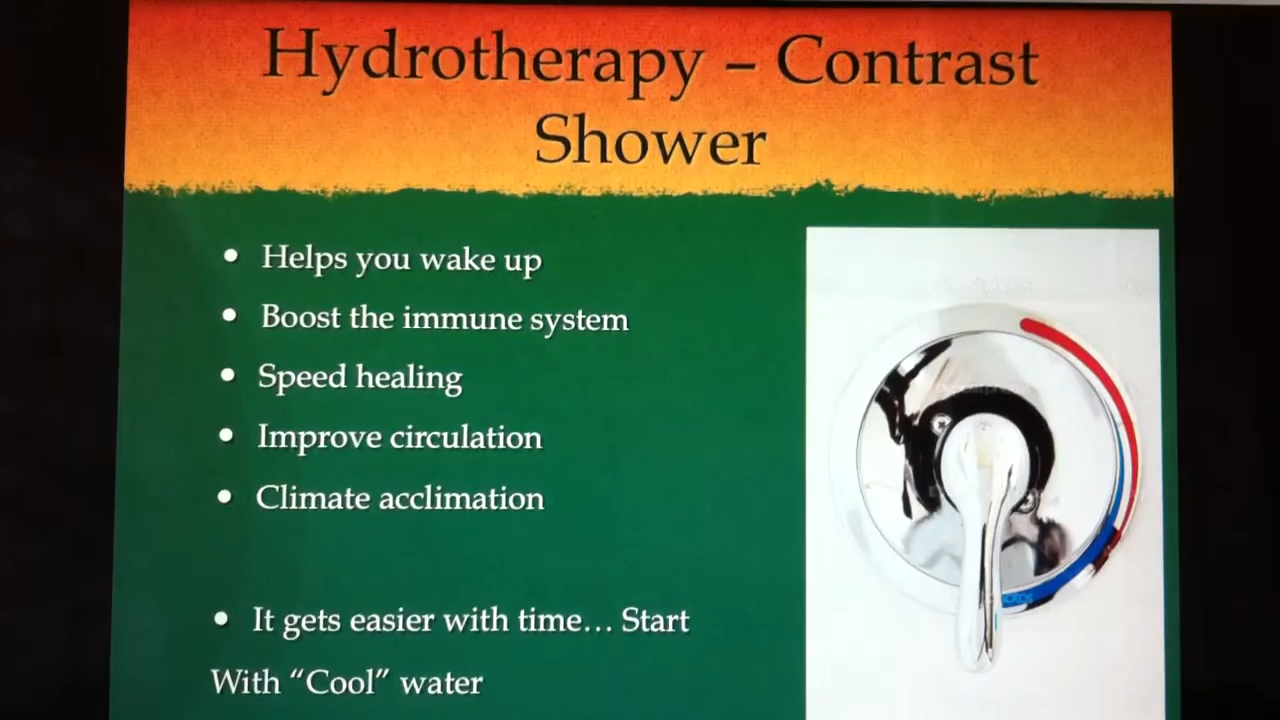 Hydrotherapy – Contrast
Shower
• Helps you wake up
• Boost the immune system
• Speed healing
• Improve circulation
• Climate acclimation
• It gets easier with time… Start
With “Cool” water